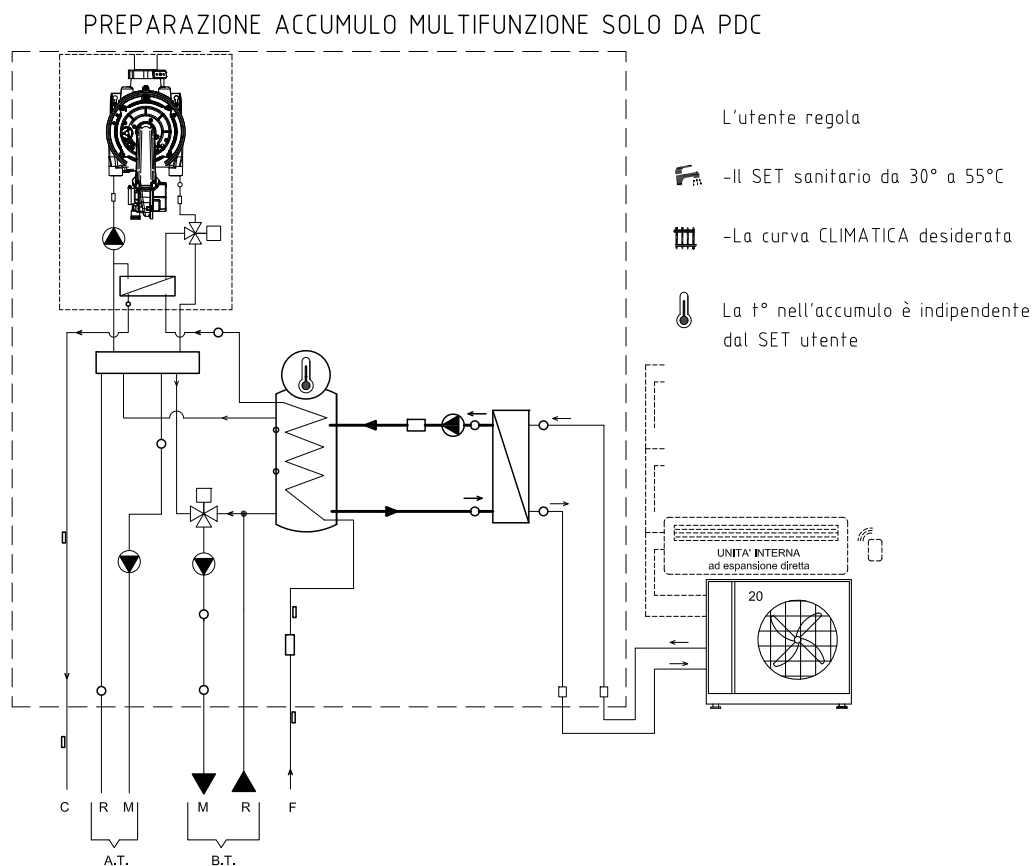 PREPARAZIONE ACCUMULO MULTIFUNZIONE SOLO DA PDC
L'utente regola
-Il SET sanitario da 30° a 55°C
-La curva CLIMATICA desiderata
La t° nell'accumulo è indipendente
dal SET utente
UNITA' INTERNA
ad espansione diretta
20
C R M M R F
A.T. B.T.